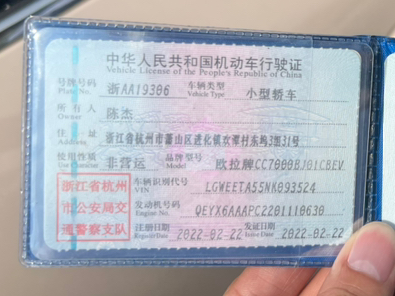 中华人民共和国机动车行驶证
Vehicle License of the People's Republic of China
号牌号码 浙AA19306 车辆类型 小型轿车
Plate No. Vehicle Type
所有人 陈杰
Owner
住址 浙江省杭州市萧山区进化镇欢潭村东坞3组31号
Address
使用性质 非营运 品牌型号 欧拉牌CC7000BJ01CBEV
Use Character Model
浙江省杭州 车辆识别代号 LGWEETA55NK093524
VIN
市公安局交 发动机号码 QEYX6AAAPC2201110630
Engine No.
通警察支队 注册日期 2022-02-22 发证日期 2022-02-22
Register Date Issue Date